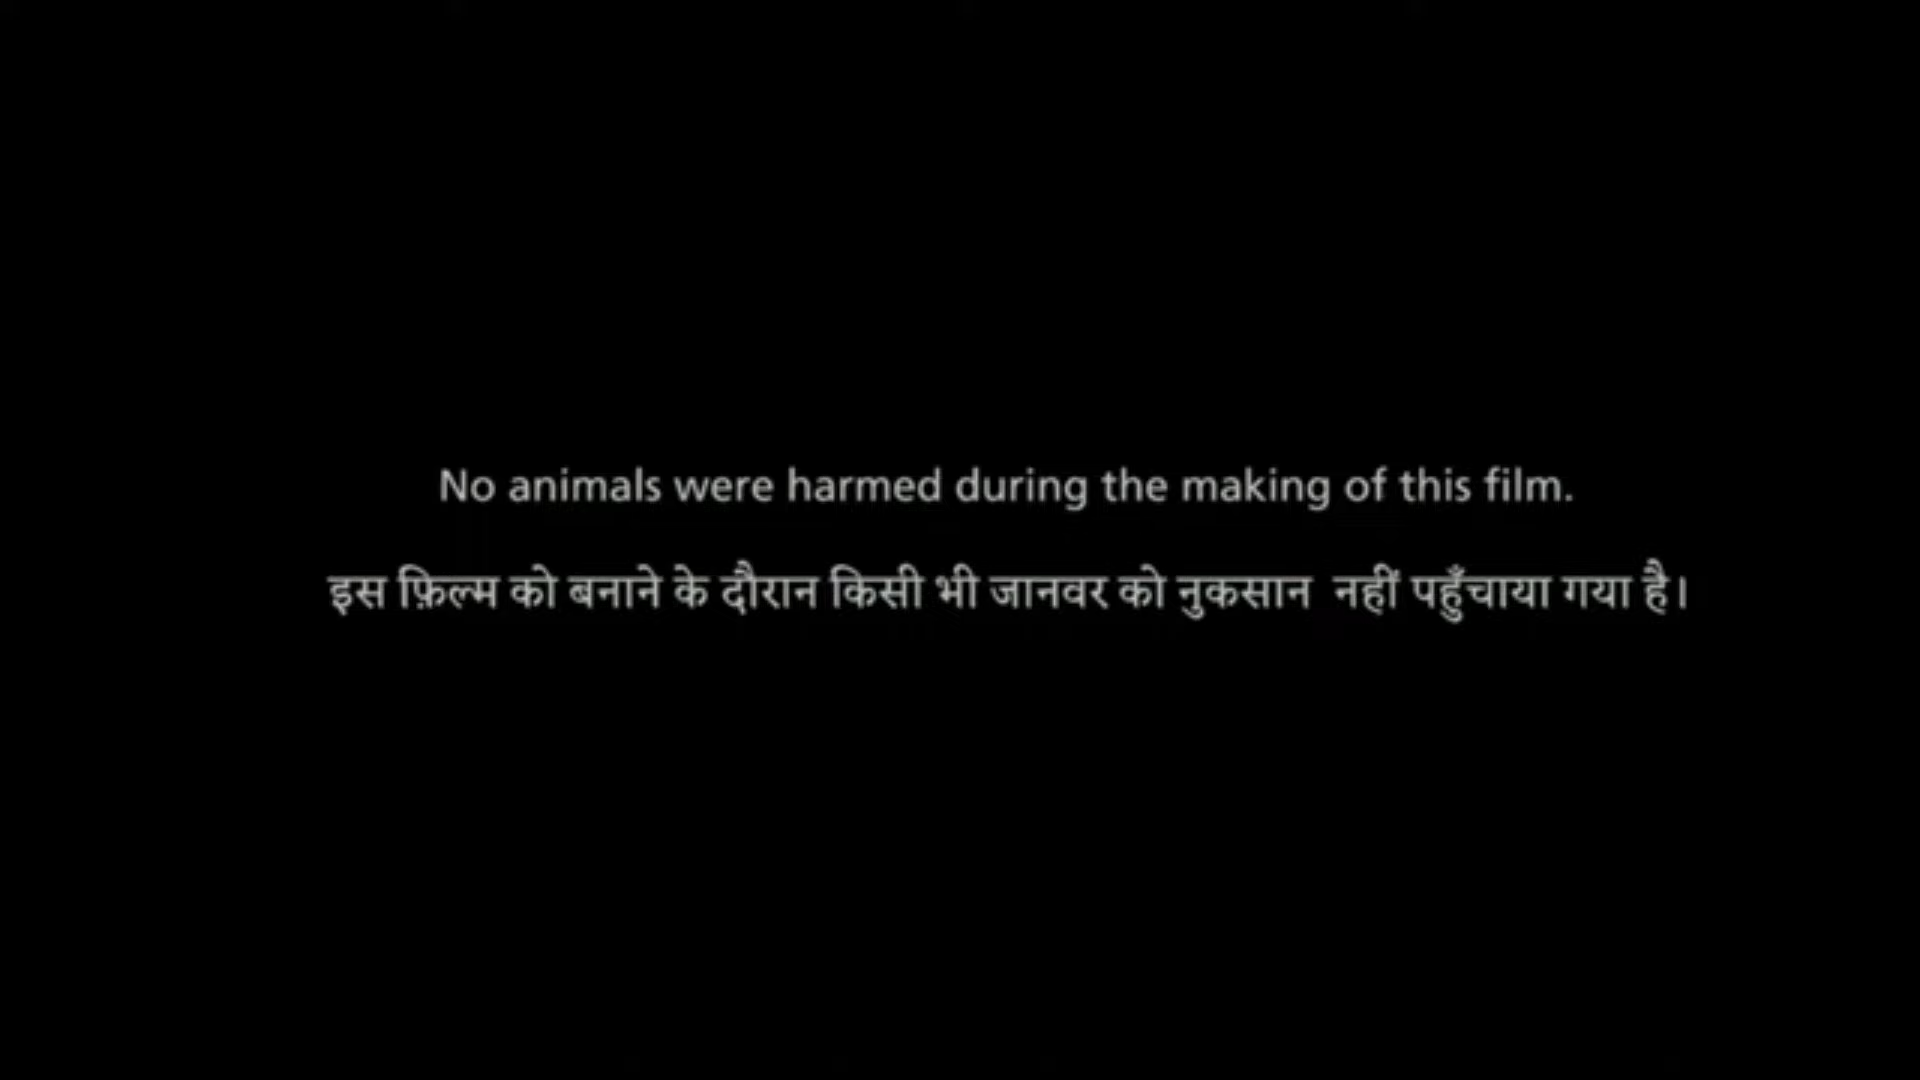 No animals were harmed during the making of this film.
इस फ़िल्म को बनाने के दौरान किसी भी जानवर को नुकसान नहीं पहुँचाया गया है।